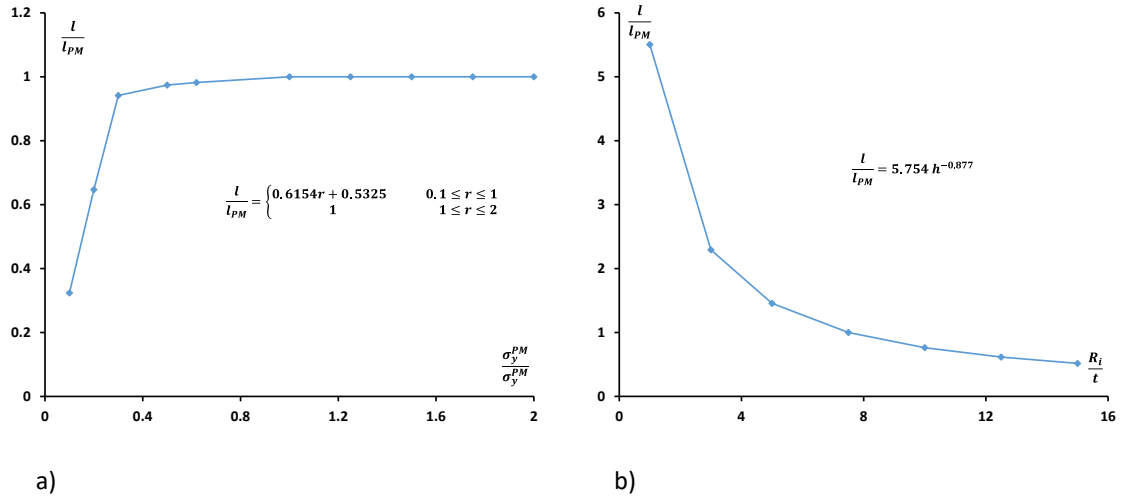 1.2
l
l_PM
1
0.8
0.6
l/l_PM = { 0.6154r + 0.5325 0.1 ≤ r ≤ 1
1 1 ≤ r ≤ 2
0.4
0.2
σ_y^PM
σ_y^PM
0
0 0.4 0.8 1.2 1.6 2
a)
6
l
l_PM
5
4
l/l_PM = 5.754 h^−0.877
3
2
1
R_i
t
0
0 4 8 12 16
b)